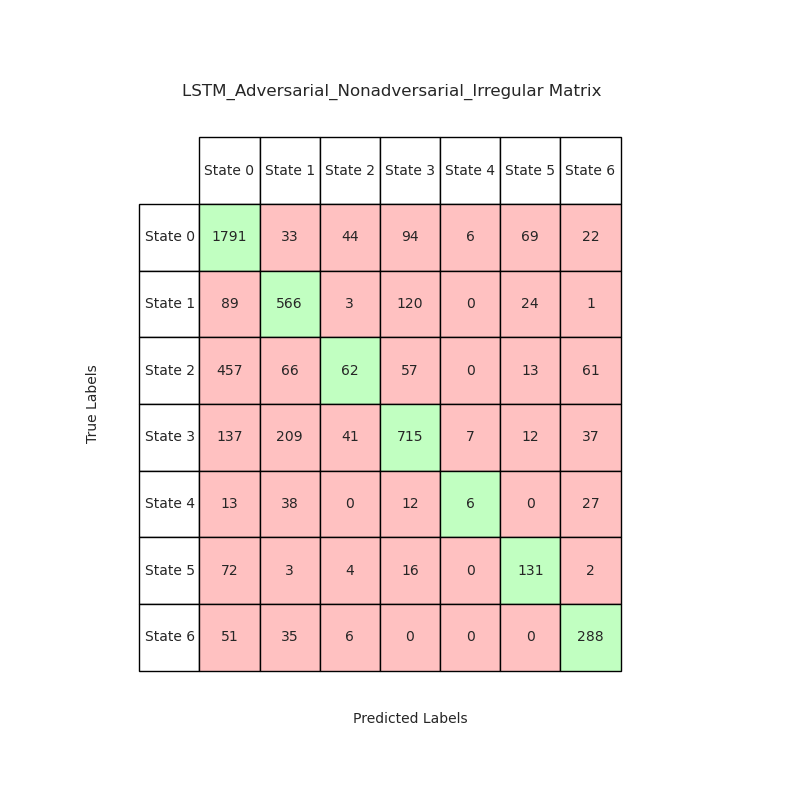 LSTM_Adversarial_Nonadversarial_Irregular Matrix
State 0 State 1 State 2 State 3 State 4 State 5 State 6
State 0 1791 33 44 94 6 69 22
State 1 89 566 3 120 0 24 1
State 2 457 66 62 57 0 13 61
State 3 137 209 41 715 7 12 37
State 4 13 38 0 12 6 0 27
State 5 72 3 4 16 0 131 2
State 6 51 35 6 0 0 0 288
True Labels
Predicted Labels